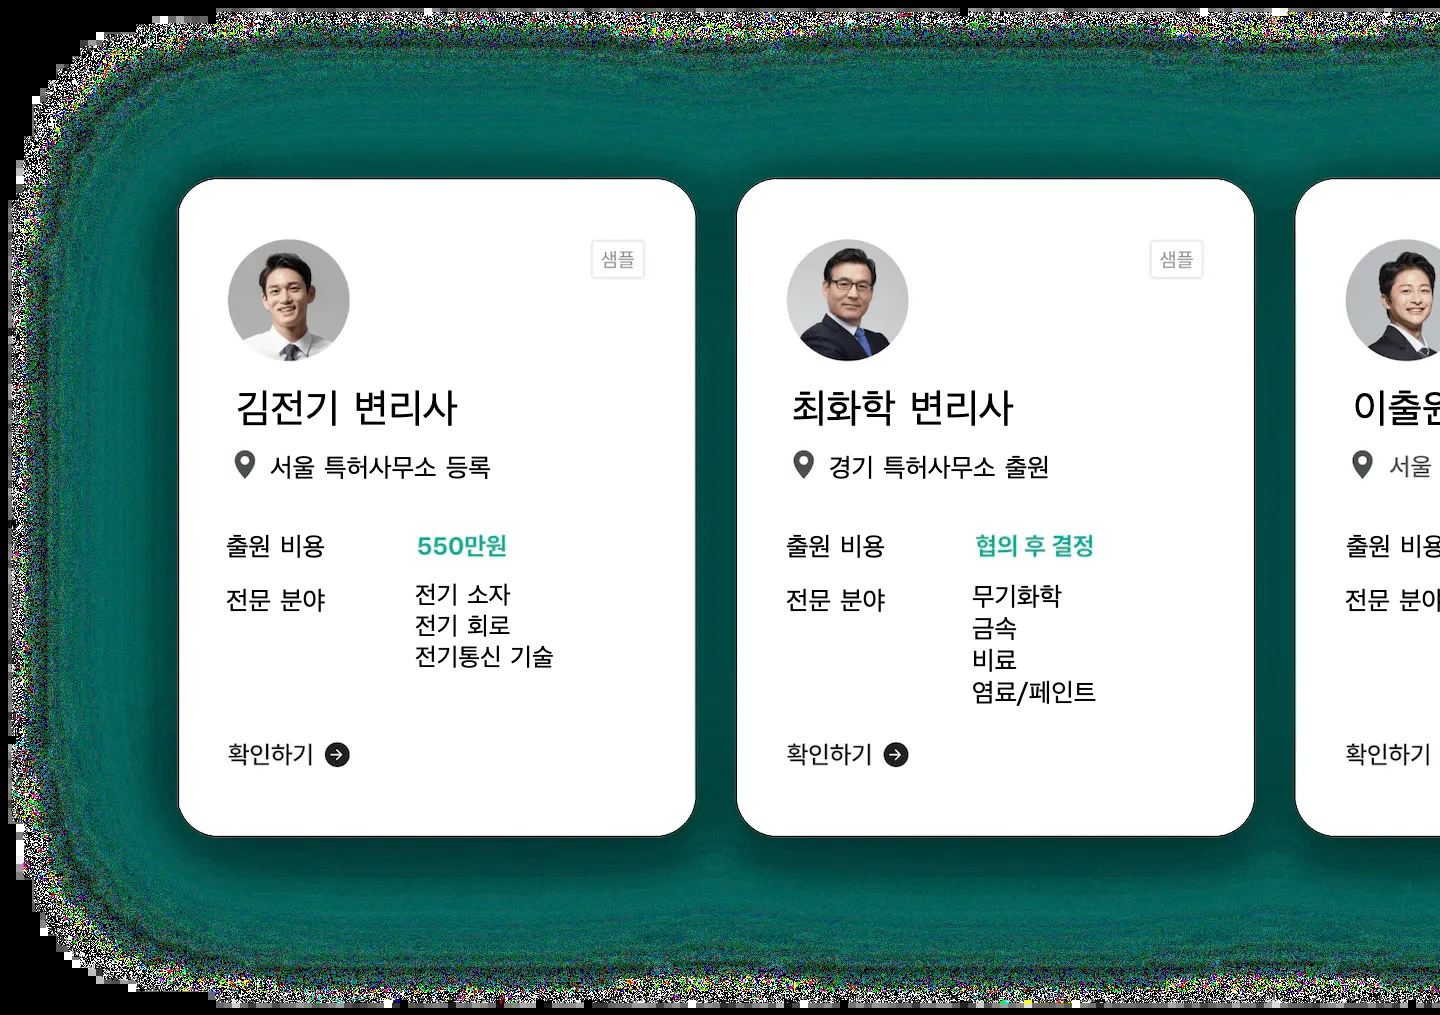 샘플
김전기 변리사
서울 특허사무소 등록
출원 비용 550만원
전문 분야 전기 소자
전기 회로
전기통신 기술
확인하기
샘플
최화학 변리사
경기 특허사무소 출원
출원 비용 협의 후 결정
전문 분야 무기화학
금속
비료
염료/페인트
확인하기
이출원
서울
출원 비용
전문 분야
확인하기